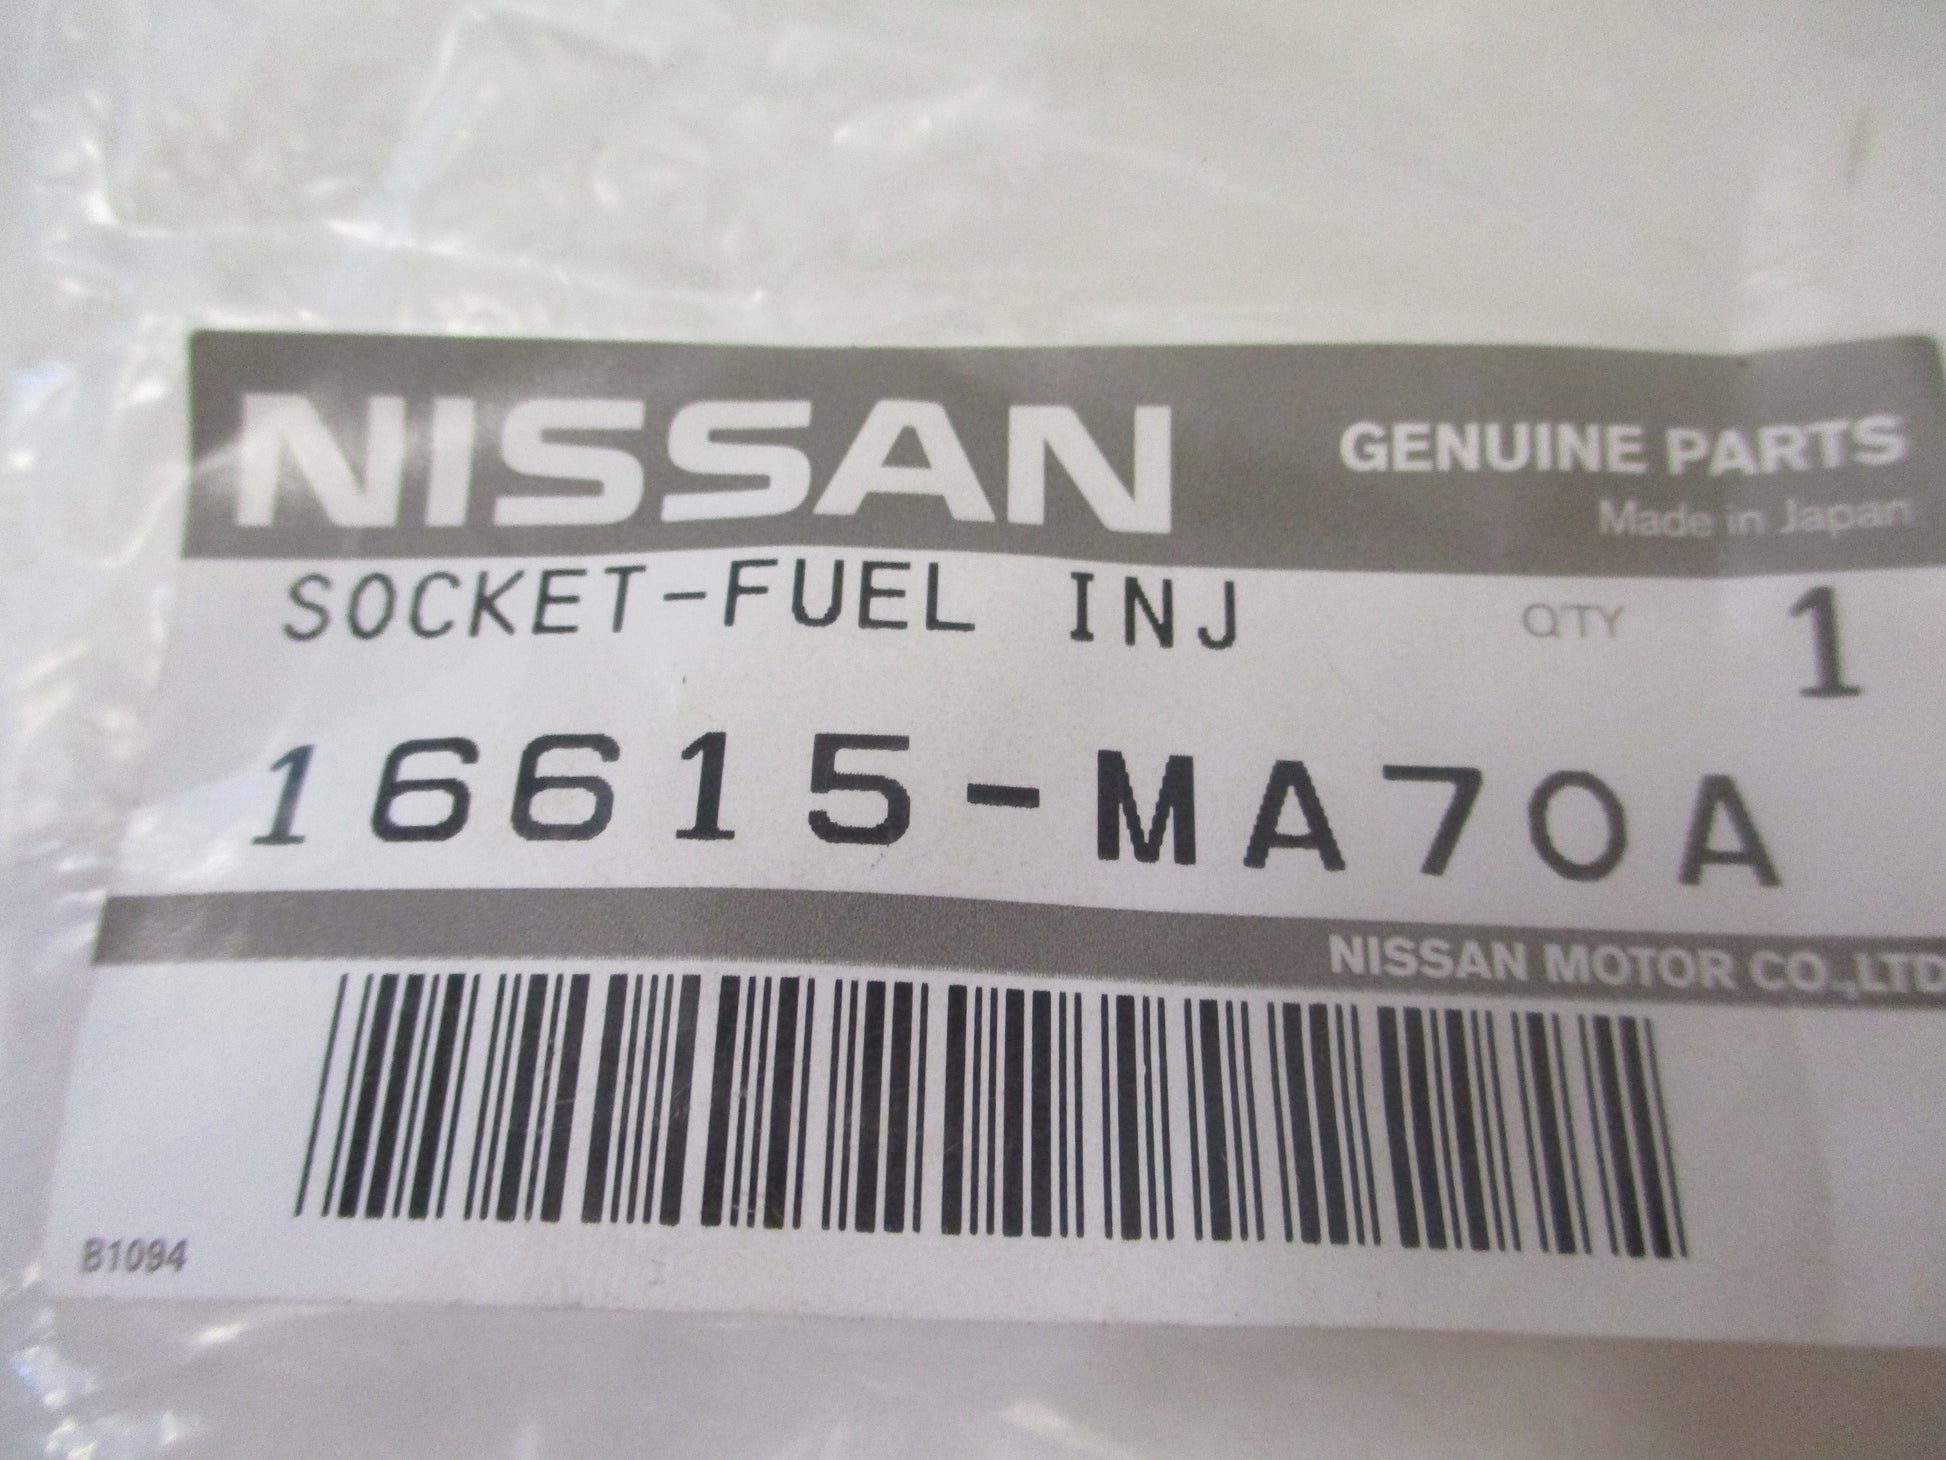 NISSAN GENUINE PARTS
Made in Japan
SOCKET-FUEL INJ QTY 1
16615-MA70A
NISSAN MOTOR CO.,LTD
B1094